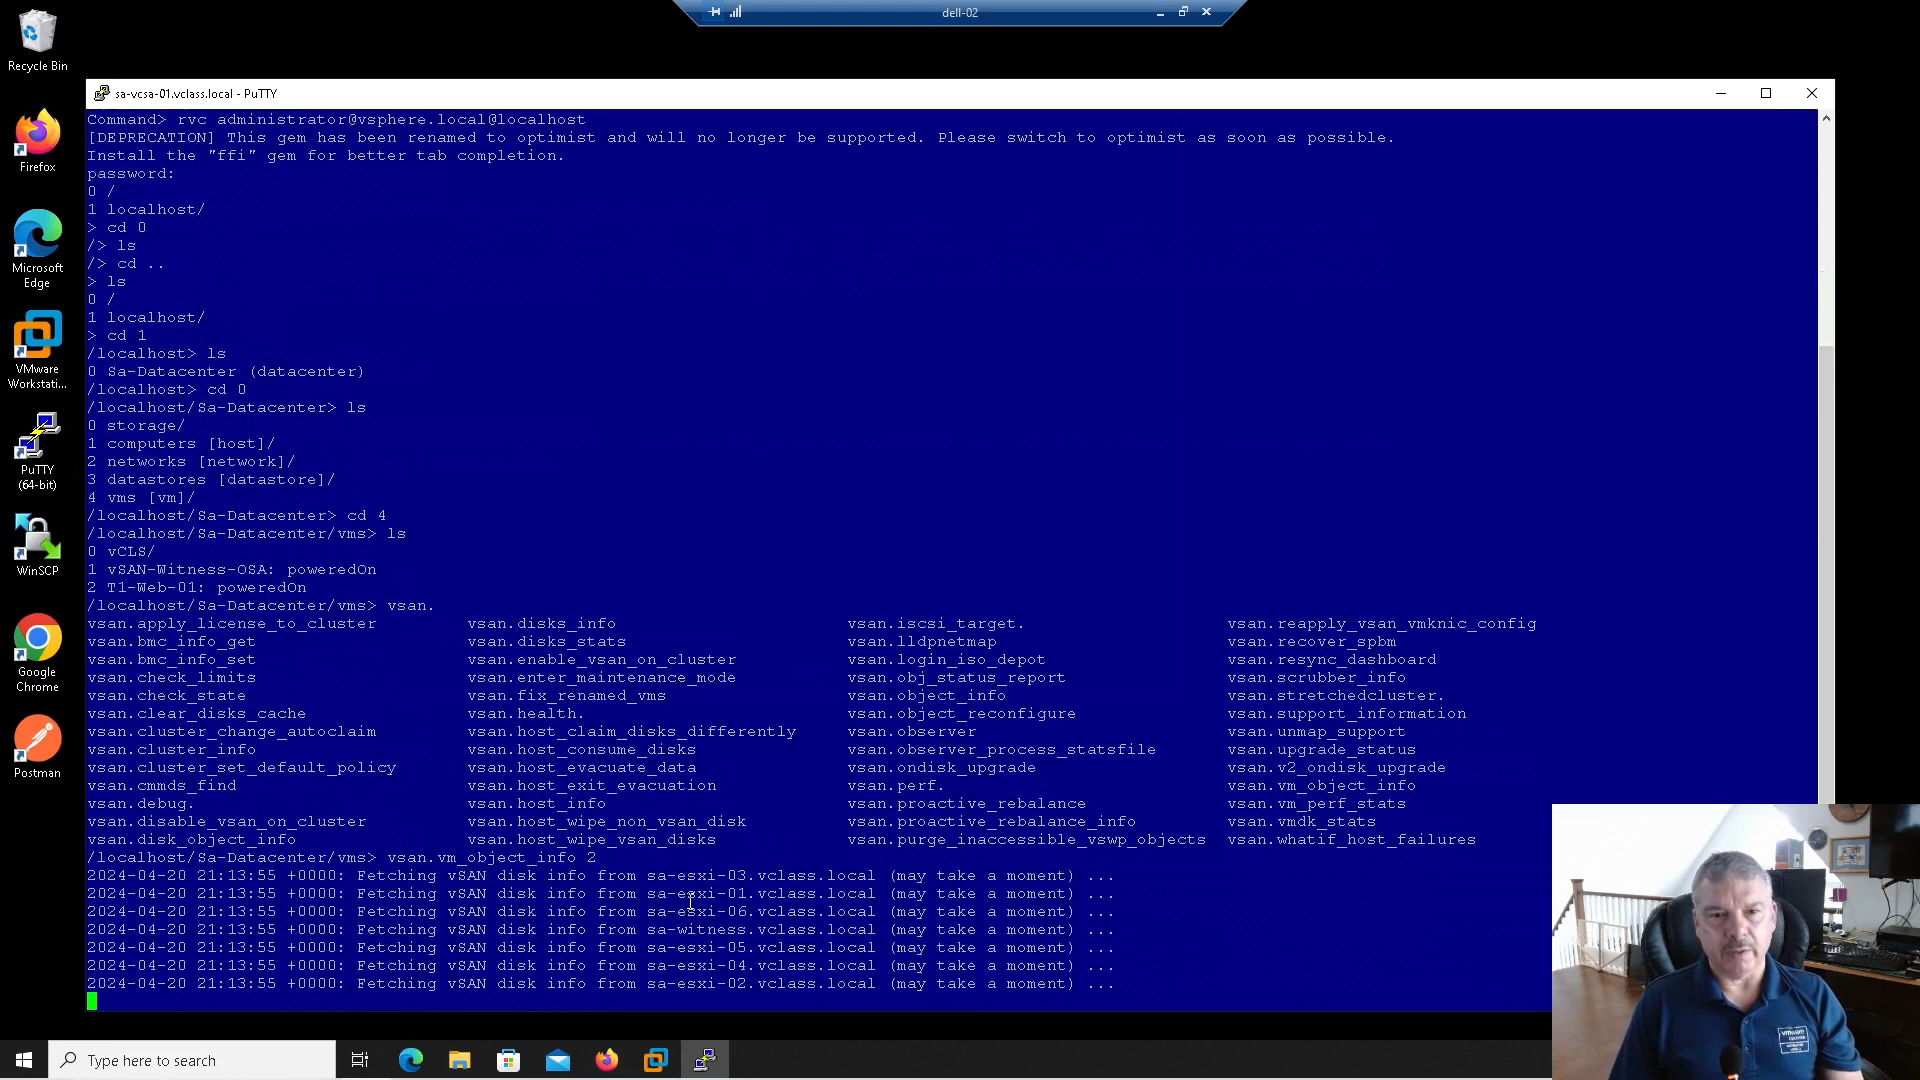 dell-02
Recycle Bin
Firefox
Microsoft
Edge
VMware
Workstati...
PuTTY
(64-bit)
WinSCP
Google
Chrome
Postman
sa-vcsa-01.vclass.local - PuTTY
Command> rvc administrator@vsphere.local@localhost
[DEPRECATION] This gem has been renamed to optimist and will no longer be supported. Please switch to optimist as soon as possible.
Install the "ffi" gem for better tab completion.
password:
0 /
1 localhost/
> cd 0
/> ls
/> cd ..
> ls
0 /
1 localhost/
> cd 1
/localhost> ls
0 Sa-Datacenter (datacenter)
/localhost> cd 0
/localhost/Sa-Datacenter> ls
0 storage/
1 computers [host]/
2 networks [network]/
3 datastores [datastore]/
4 vms [vm]/
/localhost/Sa-Datacenter> cd 4
/localhost/Sa-Datacenter/vms> ls
0 vCLS/
1 vSAN-Witness-OSA: poweredOn
2 T1-Web-01: poweredOn
/localhost/Sa-Datacenter/vms> vsan.
vsan.apply_license_to_cluster vsan.disks_info vsan.iscsi_target. vsan.reapply_vsan_vmknic_config
vsan.bmc_info_get vsan.disks_stats vsan.lldpnetmap vsan.recover_spbm
vsan.bmc_info_set vsan.enable_vsan_on_cluster vsan.login_iso_depot vsan.resync_dashboard
vsan.check_limits vsan.enter_maintenance_mode vsan.obj_status_report vsan.scrubber_info
vsan.check_state vsan.fix_renamed_vms vsan.object_info vsan.stretchedcluster.
vsan.clear_disks_cache vsan.health. vsan.object_reconfigure vsan.support_information
vsan.cluster_change_autoclaim vsan.host_claim_disks_differently vsan.observer vsan.unmap_support
vsan.cluster_info vsan.host_consume_disks vsan.observer_process_statsfile vsan.upgrade_status
vsan.cluster_set_default_policy vsan.host_evacuate_data vsan.ondisk_upgrade vsan.v2_ondisk_upgrade
vsan.cmmds_find vsan.host_exit_evacuation vsan.perf. vsan.vm_object_info
vsan.debug. vsan.host_info vsan.proactive_rebalance vsan.vm_perf_stats
vsan.disable_vsan_on_cluster vsan.host_wipe_non_vsan_disk vsan.proactive_rebalance_info vsan.vmdk_stats
vsan.disk_object_info vsan.host_wipe_vsan_disks vsan.purge_inaccessible_vswp_objects vsan.whatif_host_failures
/localhost/Sa-Datacenter/vms> vsan.vm_object_info 2
2024-04-20 21:13:55 +0000: Fetching vSAN disk info from sa-esxi-03.vclass.local (may take a moment) ...
2024-04-20 21:13:55 +0000: Fetching vSAN disk info from sa-esxi-01.vclass.local (may take a moment) ...
2024-04-20 21:13:55 +0000: Fetching vSAN disk info from sa-esxi-06.vclass.local (may take a moment) ...
2024-04-20 21:13:55 +0000: Fetching vSAN disk info from sa-witness.vclass.local (may take a moment) ...
2024-04-20 21:13:55 +0000: Fetching vSAN disk info from sa-esxi-05.vclass.local (may take a moment) ...
2024-04-20 21:13:55 +0000: Fetching vSAN disk info from sa-esxi-04.vclass.local (may take a moment) ...
2024-04-20 21:13:55 +0000: Fetching vSAN disk info from sa-esxi-02.vclass.local (may take a moment) ...
Type here to search